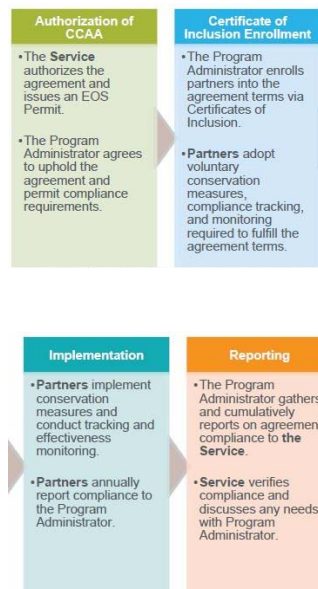 Authorization of
CCAA
• The Service
authorizes the
agreement and
issues an EOS
Permit.
• The Program
Administrator agrees
to uphold the
agreement and
permit compliance
requirements.
Certificate of
Inclusion Enrollment
• The Program
Administrator enrolls
partners into the
agreement terms via
Certificates of
Inclusion.
• Partners adopt
voluntary
conservation
measures,
compliance tracking,
and monitoring
required to fulfill the
agreement terms.
Implementation
• Partners implement
conservation
measures and
conduct tracking and
effectiveness
monitoring.
• Partners annually
report compliance to
the Program
Administrator.
Reporting
• The Program
Administrator gathers
and cumulatively
reports on agreemen
compliance to the
Service.
• Service verifies
compliance and
discusses any needs
with Program
Administrator.